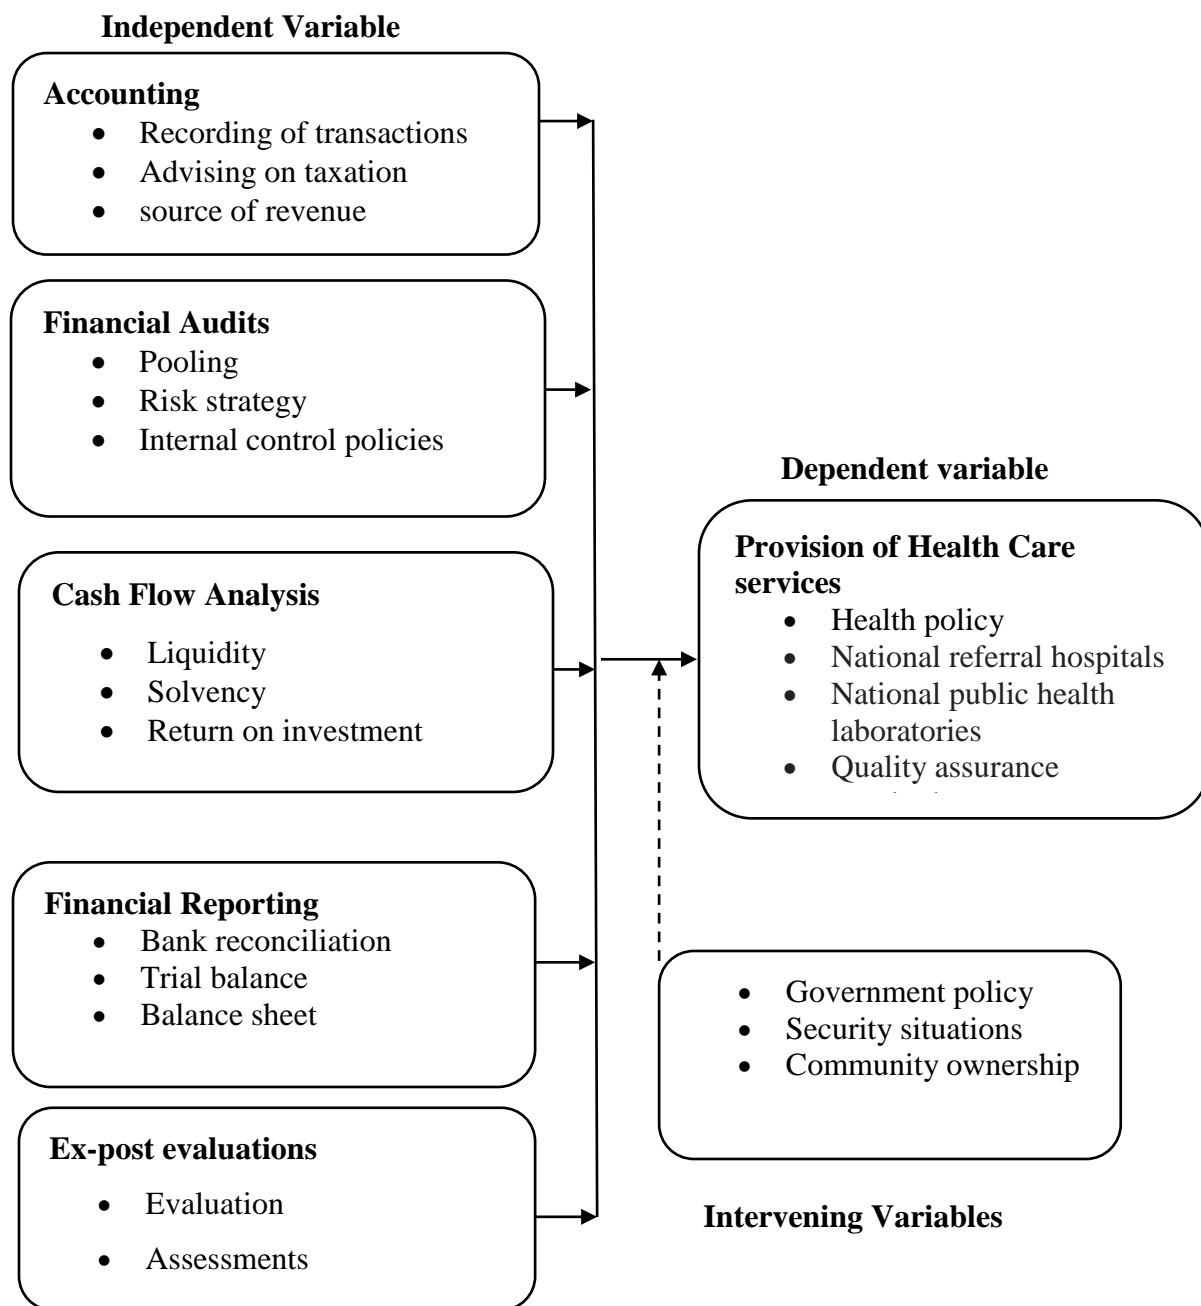 Independent Variable
Accounting
• Recording of transactions
• Advising on taxation
• source of revenue
Financial Audits
• Pooling
• Risk strategy
• Internal control policies
Cash Flow Analysis
• Liquidity
• Solvency
• Return on investment
Financial Reporting
• Bank reconciliation
• Trial balance
• Balance sheet
Ex-post evaluations
• Evaluation
• Assessments
Dependent variable
Provision of Health Care
services
• Health policy
• National referral hospitals
• National public health
laboratories
• Quality assurance
• Government policy
• Security situations
• Community ownership
Intervening Variables